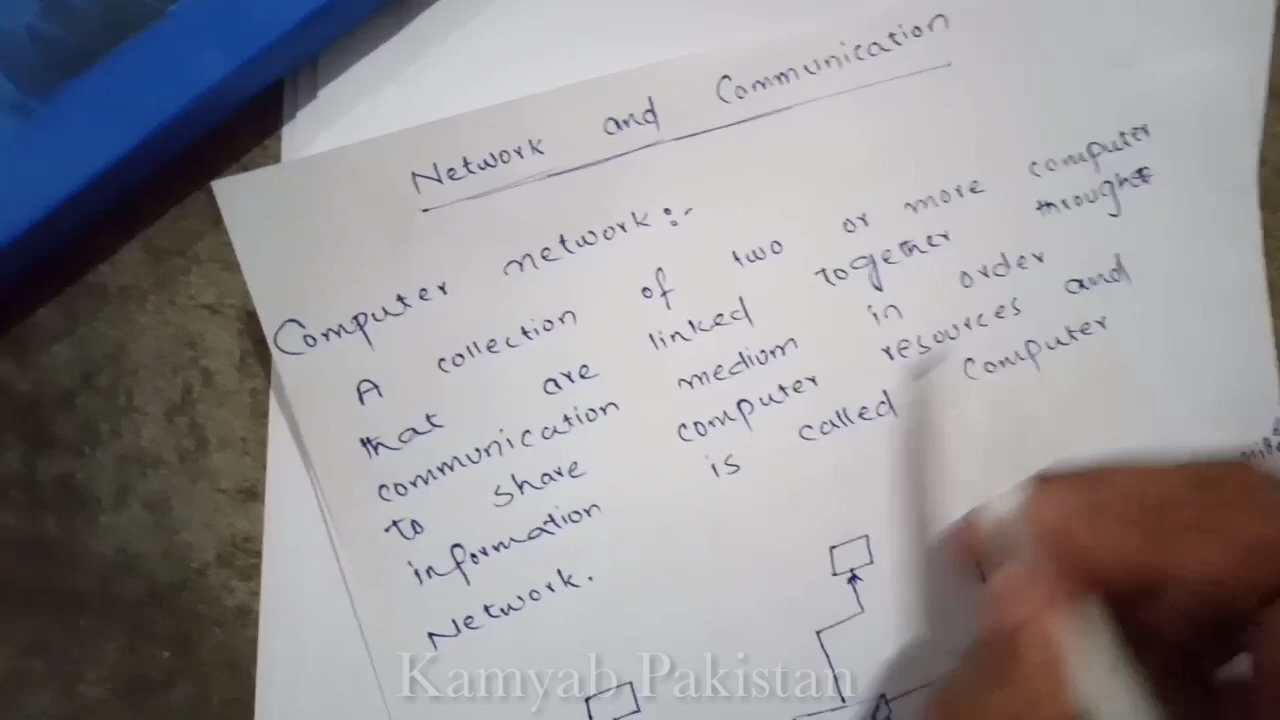 Network and Communication
Computer network:-
A collection of two or more computer
that are linked together through
communication medium in order
to share computer resources and
information is called computer
Network.
Kamyab Pakistan